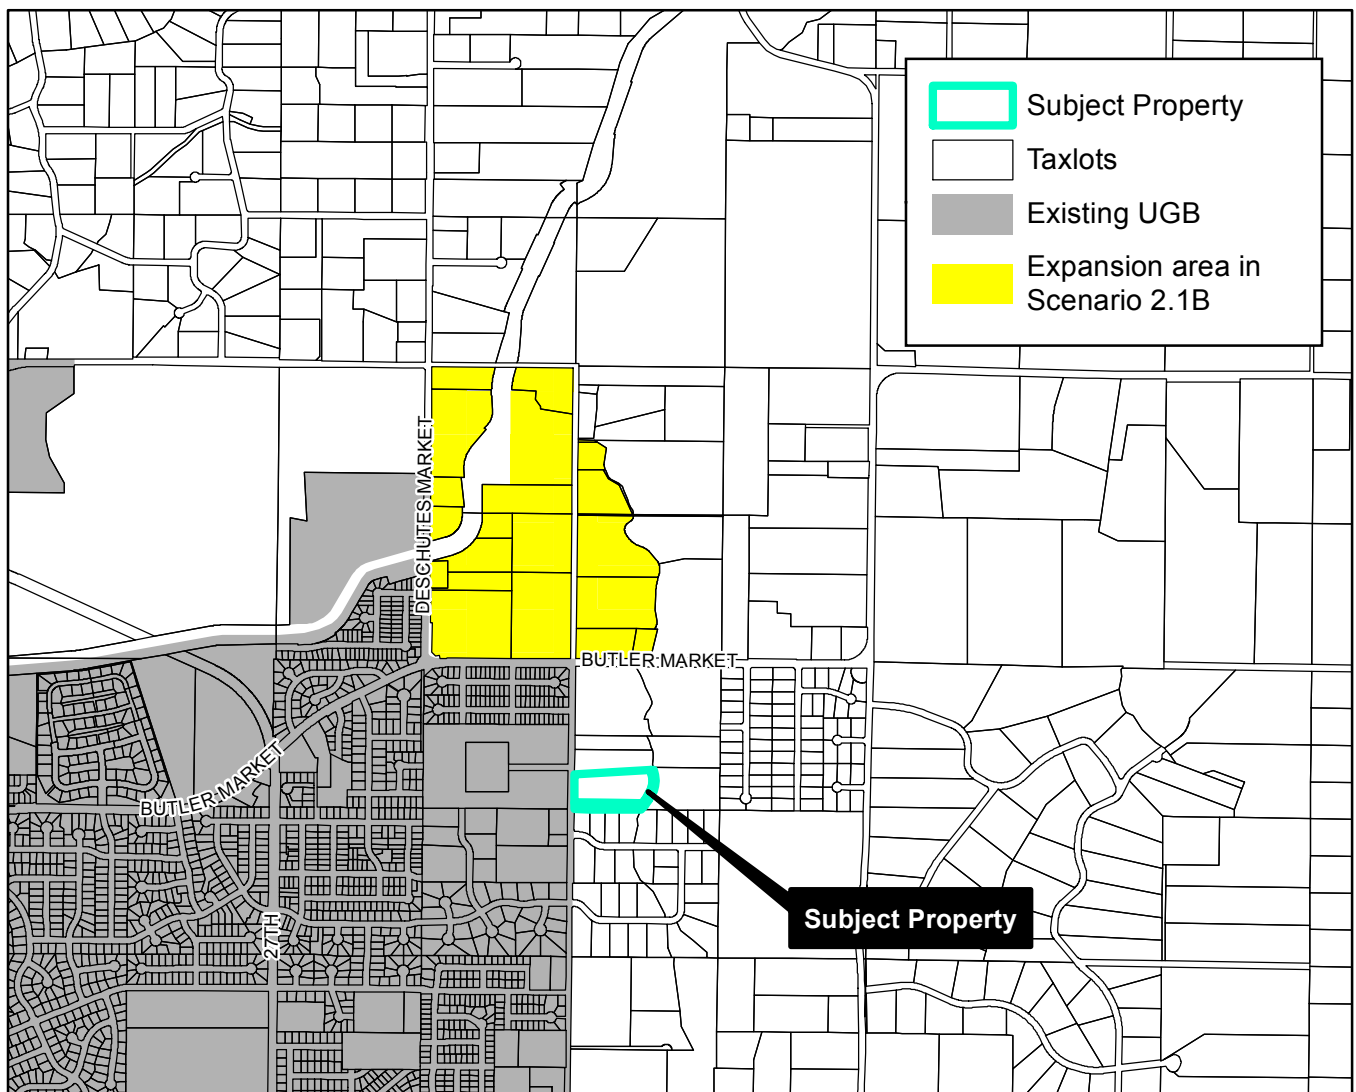 Subject Property
Taxlots
Existing UGB
Expansion area in
Scenario 2.1B
DESCHUTES MARKET
BUTLER MARKET
BUTLER MARKET
Subject Property
27TH